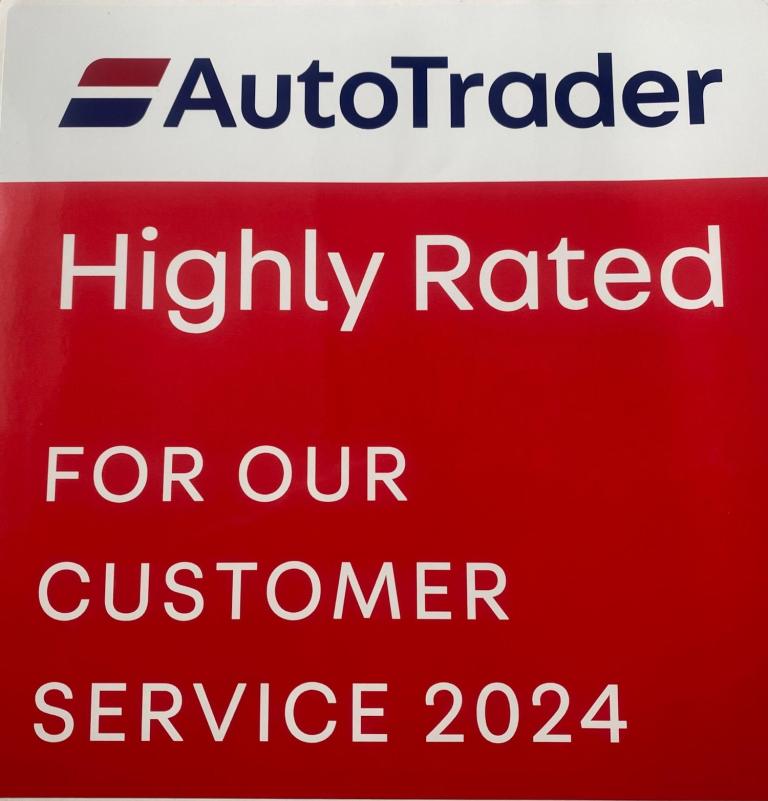 AutoTrader
Highly Rated
FOR OUR
CUSTOMER
SERVICE 2024